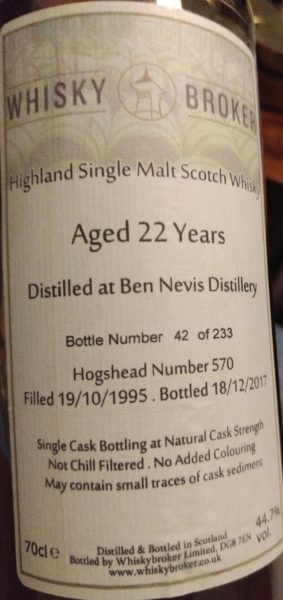 WHISKY BROKER
Highland Single Malt Scotch Whisky
Aged 22 Years
Distilled at Ben Nevis Distillery
Bottle Number 42 of 233
Hogshead Number 570
Filled 19/10/1995 . Bottled 18/12/2017
Single Cask Bottling at Natural Cask Strength
Not Chill Filtered . No Added Colouring
May contain small traces of cask sediment
70cl e
Distilled & Bottled in Scotland
Bottled by Whiskybroker Limited, DG8 7EN
www.whiskybroker.co.uk
44.7%
vol.